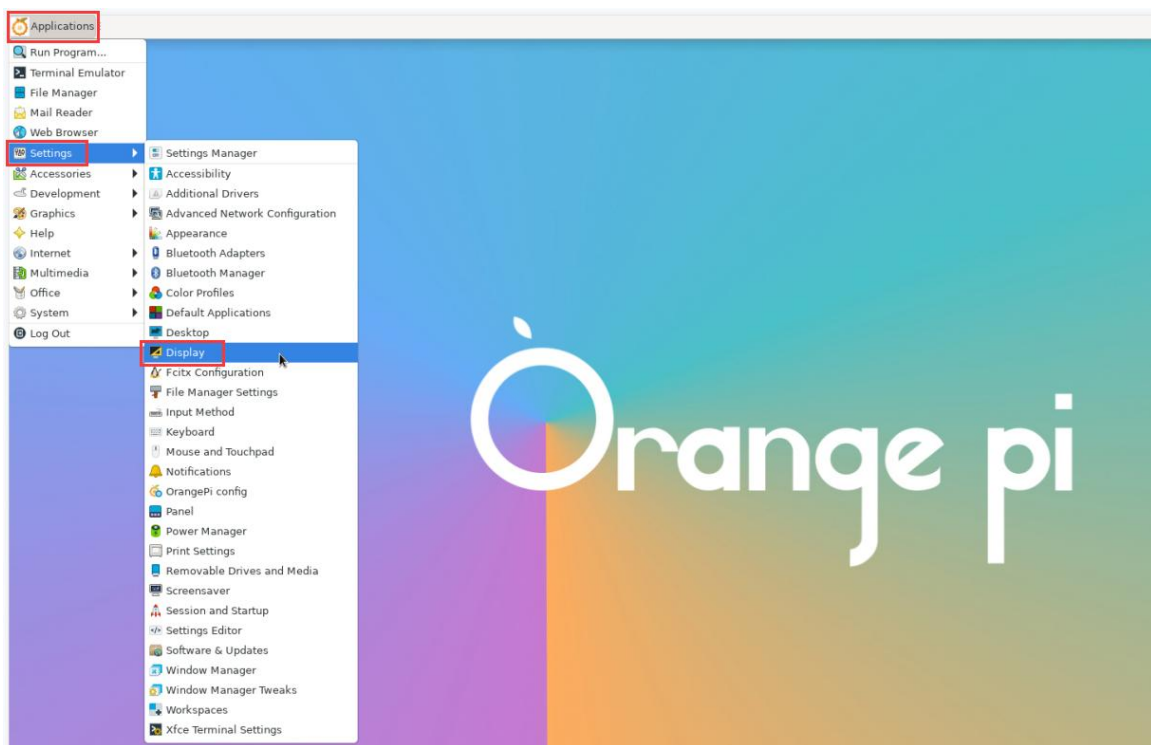 Applications
Run Program...
Terminal Emulator
File Manager
Mail Reader
Web Browser
Settings
Accessories
Development
Graphics
Help
Internet
Multimedia
Office
System
Log Out
Settings Manager
Accessibility
Additional Drivers
Advanced Network Configuration
Appearance
Bluetooth Adapters
Bluetooth Manager
Color Profiles
Default Applications
Desktop
Display
Fcitx Configuration
File Manager Settings
Input Method
Keyboard
Mouse and Touchpad
Notifications
OrangePi config
Panel
Power Manager
Print Settings
Removable Drives and Media
Screensaver
Session and Startup
Settings Editor
Software & Updates
Window Manager
Window Manager Tweaks
Workspaces
Xfce Terminal Settings
Orange pi